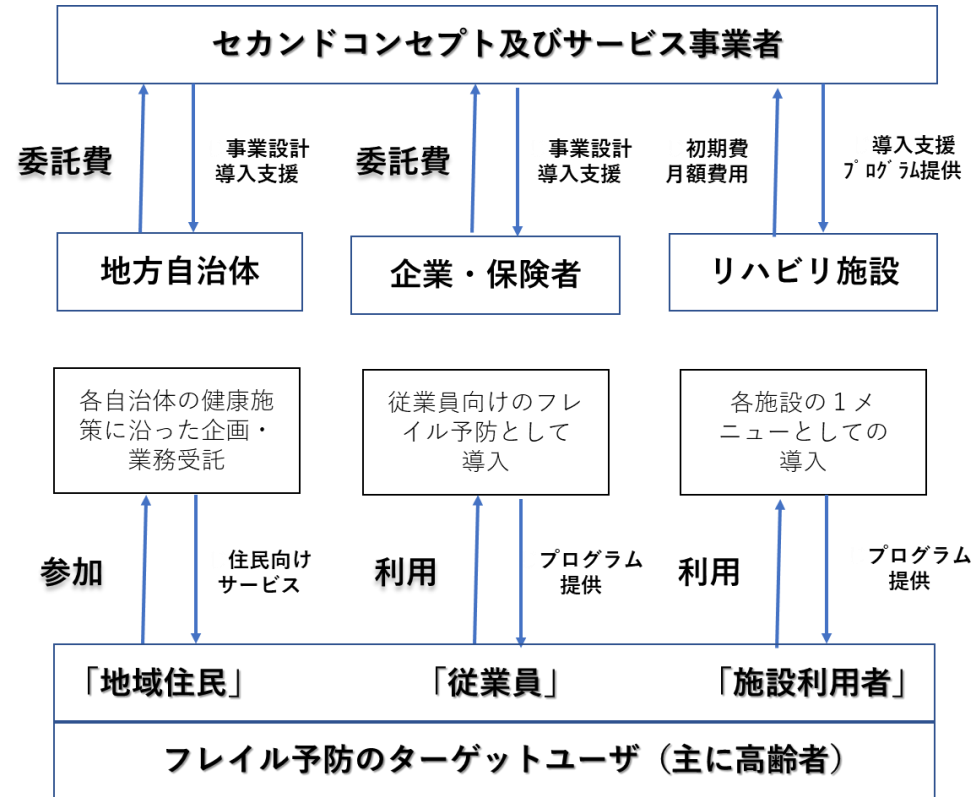 セカンドコンセプト及びサービス事業者
委託費
事業設計
導入支援
委託費
事業設計
導入支援
初期費
月額費用
導入支援
プログラム提供
地方自治体
企業・保険者
リハビリ施設
各自治体の健康施
策に沿った企画・
業務受託
従業員向けのフレ
イル予防として
導入
各施設の１メ
ニューとしての
導入
参加
住民向け
サービス
利用
プログラム
提供
利用
プログラム
提供
「地域住民」
「従業員」
「施設利用者」
フレイル予防のターゲットユーザ（主に高齢者）